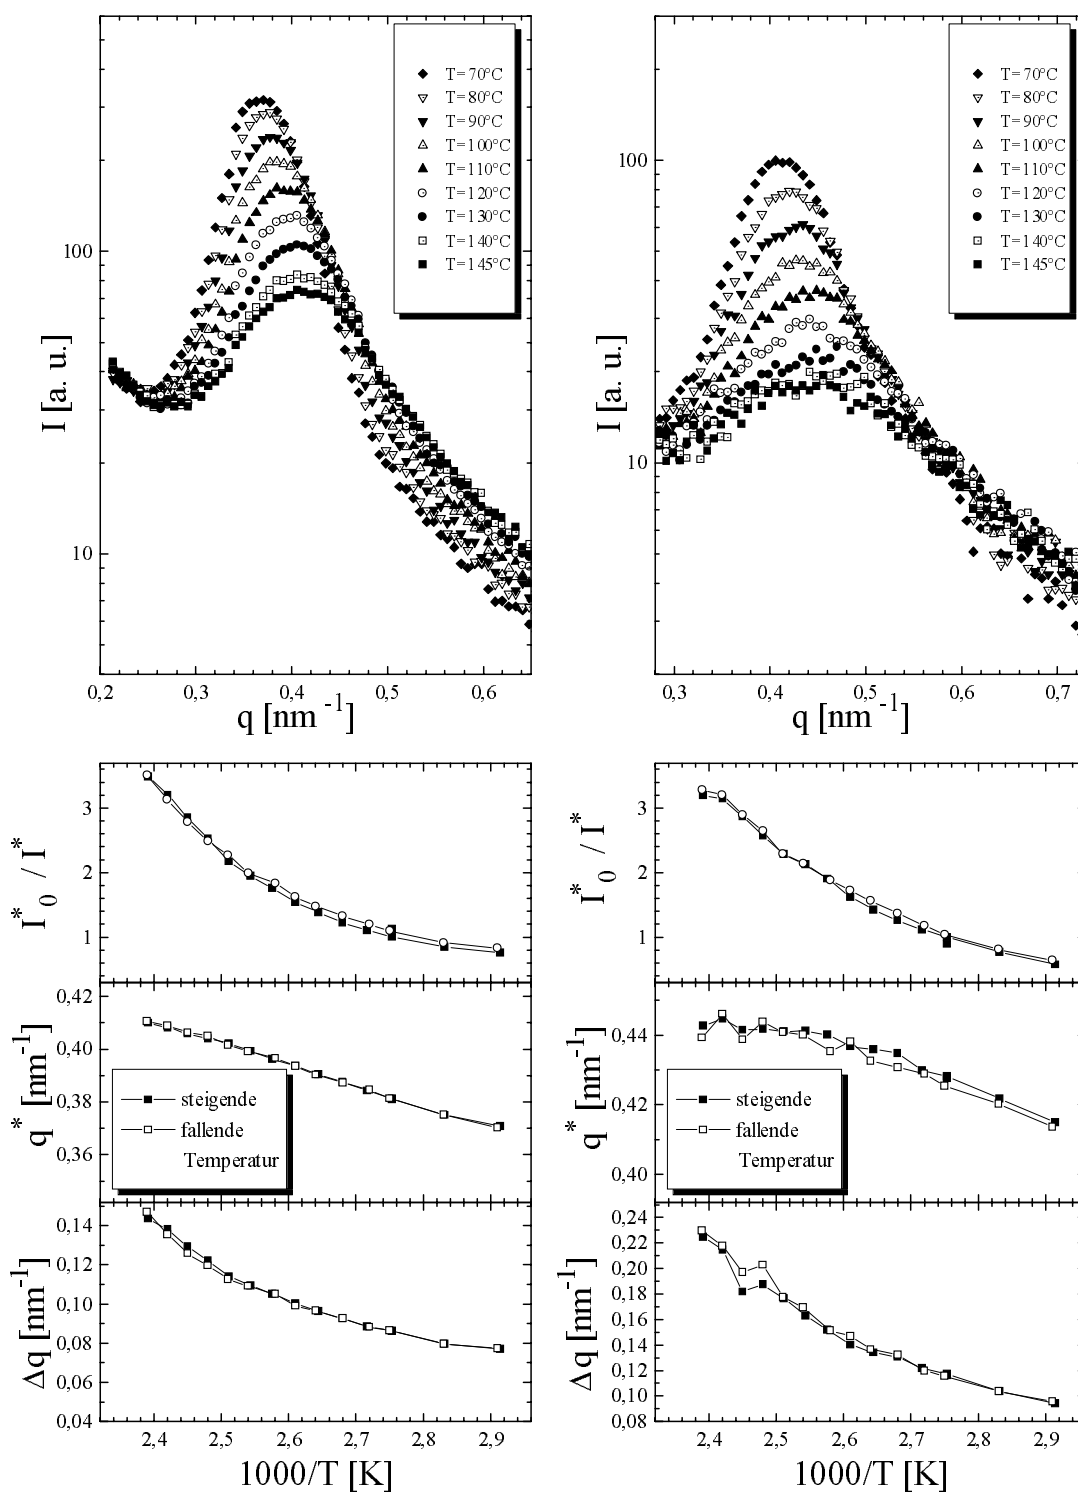 I [a. u.]
100
10
T=70°C
T=80°C
T=90°C
T=100°C
T=110°C
T=120°C
T=130°C
T=140°C
T=145°C
0,2 0,3 0,4 0,5 0,6
q [nm⁻¹]
I [a. u.]
100
10
T=70°C
T=80°C
T=90°C
T=100°C
T=110°C
T=120°C
T=130°C
T=140°C
T=145°C
0,3 0,4 0,5 0,6 0,7
q [nm⁻¹]
I*₀ / I*
3
2
1
q* [nm⁻¹]
0,42
0,40
0,38
0,36
steigende
fallende
Temperatur
Δq [nm⁻¹]
0,14
0,12
0,10
0,08
0,06
0,04
2,4 2,5 2,6 2,7 2,8 2,9
1000/T [K]
I*₀ / I*
3
2
1
q* [nm⁻¹]
0,44
0,42
0,40
steigende
fallende
Temperatur
Δq [nm⁻¹]
0,24
0,22
0,20
0,18
0,16
0,14
0,12
0,10
0,08
2,4 2,5 2,6 2,7 2,8 2,9
1000/T [K]